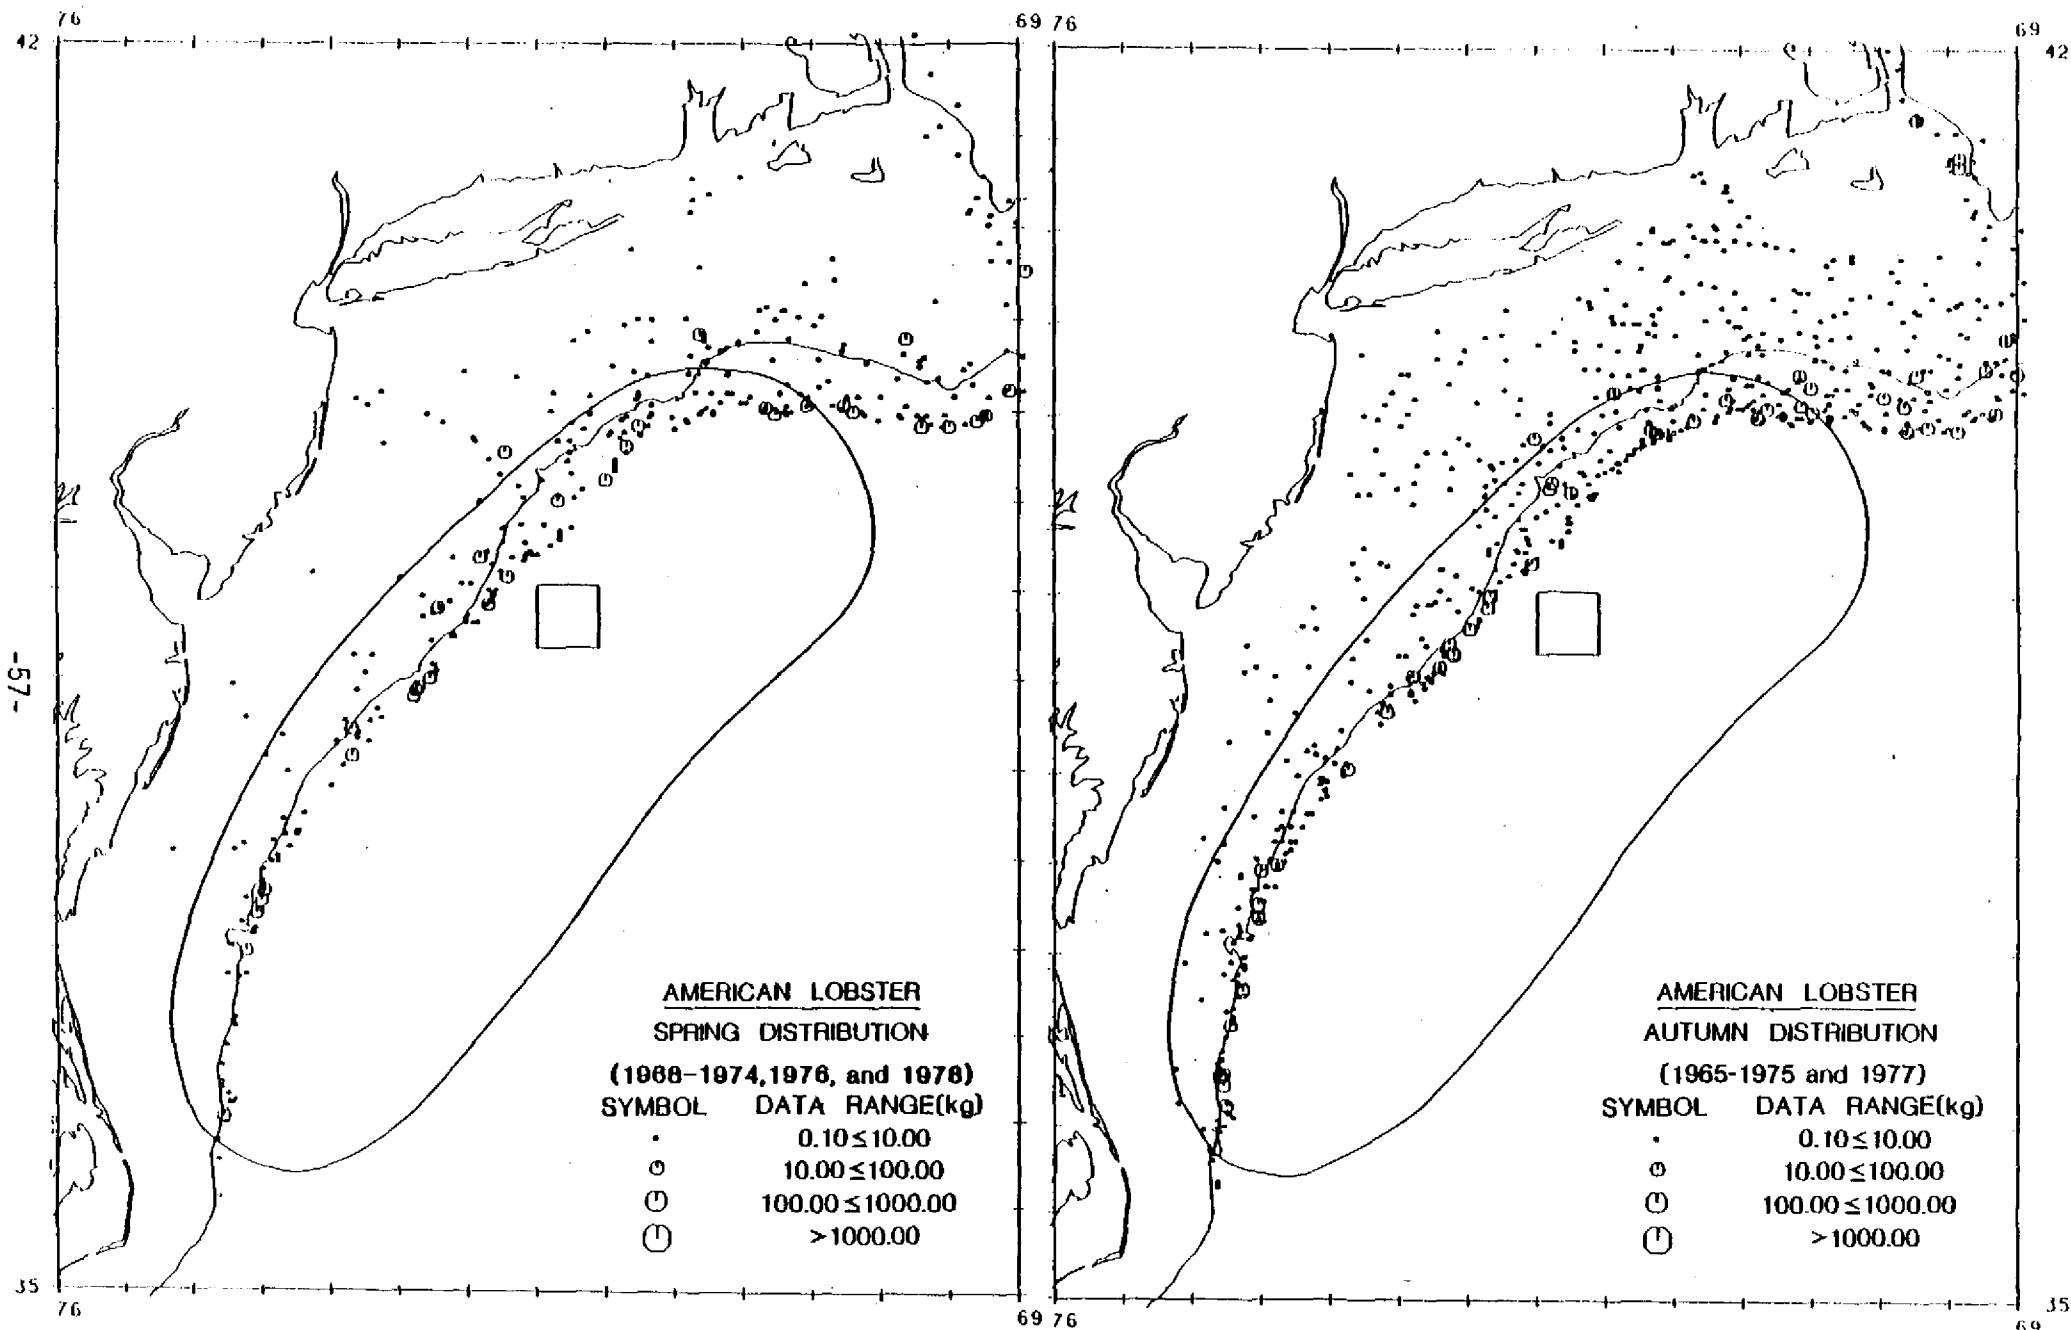 76
69
42
AMERICAN LOBSTER
SPRING DISTRIBUTION
(1968-1974,1976, and 1978)
SYMBOL DATA RANGE(kg)
0.10≤10.00
10.00≤100.00
100.00≤1000.00
>1000.00
35
76
69
76
69
42
AMERICAN LOBSTER
AUTUMN DISTRIBUTION
(1965-1975 and 1977)
SYMBOL DATA RANGE(kg)
0.10≤10.00
10.00≤100.00
100.00≤1000.00
>1000.00
35
76
69
-57-